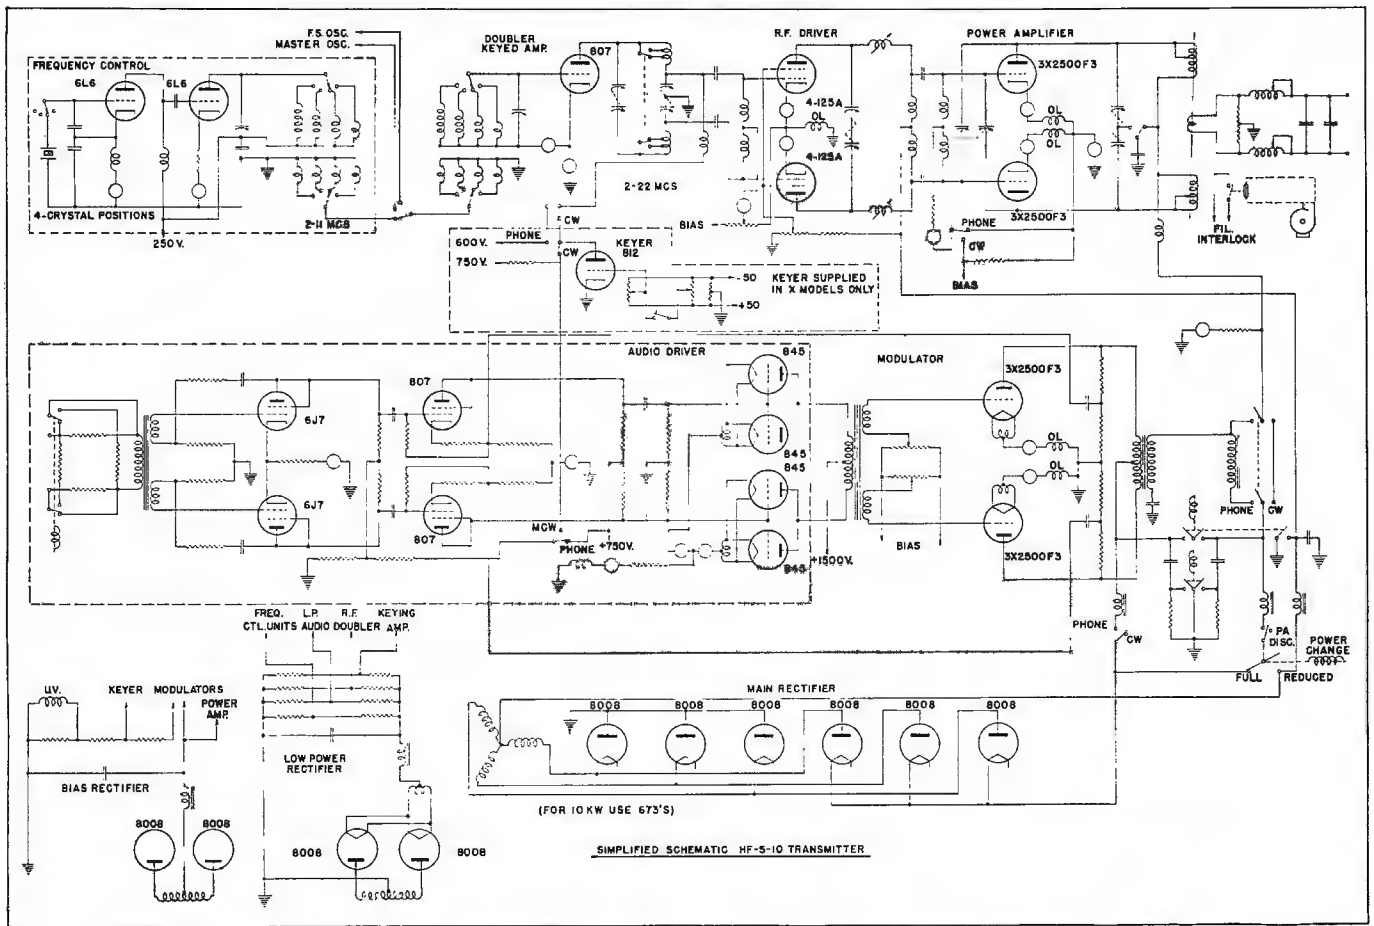 F.S. OSC.
MASTER OSC.
FREQUENCY CONTROL
6L6
6L6
4-CRYSTAL POSITIONS
250 V.
2-11 MCS
DOUBLER
KEYED AMP.
807
2-22 MCS
R.F. DRIVER
4-125A
OL
4-125A
BIAS
POWER AMPLIFIER
3X2500F3
OL
OL
3X2500F3
PHONE
CW
BIAS
FIL.
INTERLOCK
600V.
PHONE
CW
750V.
CW
KEYER
812
-50
+50
KEYER SUPPLIED
IN X MODELS ONLY
AUDIO DRIVER
6J7
6J7
807
807
845
845
845
845
MCW
PHONE
+750V.
+1500V.
MODULATOR
3X2500F3
OL
OL
3X2500F3
BIAS
PHONE
CW
PHONE
CW
PA
DISC.
POWER
CHANGE
FULL
REDUCED
FREQ. L.P. R.F. KEYING
CTL.UNITS AUDIO DOUBLER AMP.
U.V.
KEYER MODULATORS
POWER
AMP.
BIAS RECTIFIER
8008
8008
LOW POWER
RECTIFIER
8008
8008
MAIN RECTIFIER
8008 8008 8008 8008 8008 8008
(FOR 10 KW USE 673'S)
SIMPLIFIED SCHEMATIC HF-5-10 TRANSMITTER